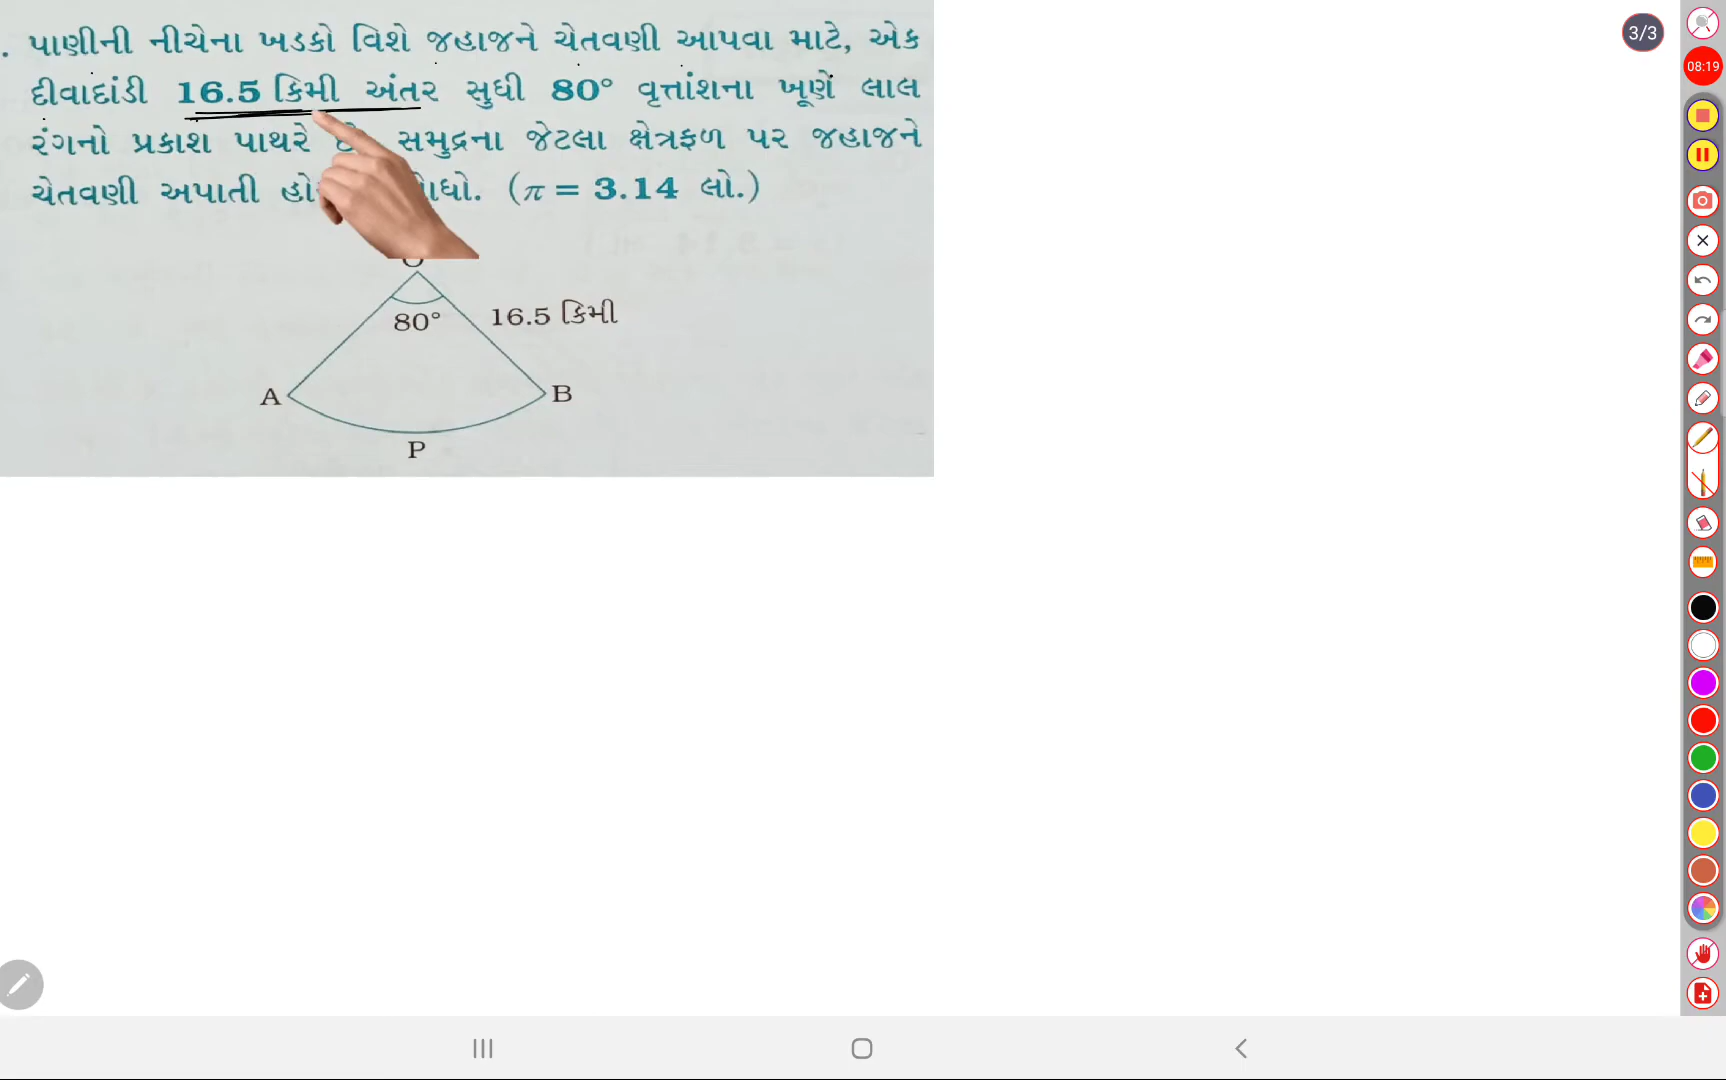 . પાણીની નીચેના ખડકો વિશે જહાજને ચેતવણી આપવા માટે, એક
દીવાદાંડી 16.5 કિમી અંતર સુધી 80° વૃત્તાંશના ખૂણે લાલ
રંગનો પ્રકાશ પાથરે સમુદ્રના જેટલા ક્ષેત્રફળ પર જહાજને
ચેતવણી અપાતી (π = 3.14 લો.)
80°
16.5 કિમી
A
B
P
3/3
08:19